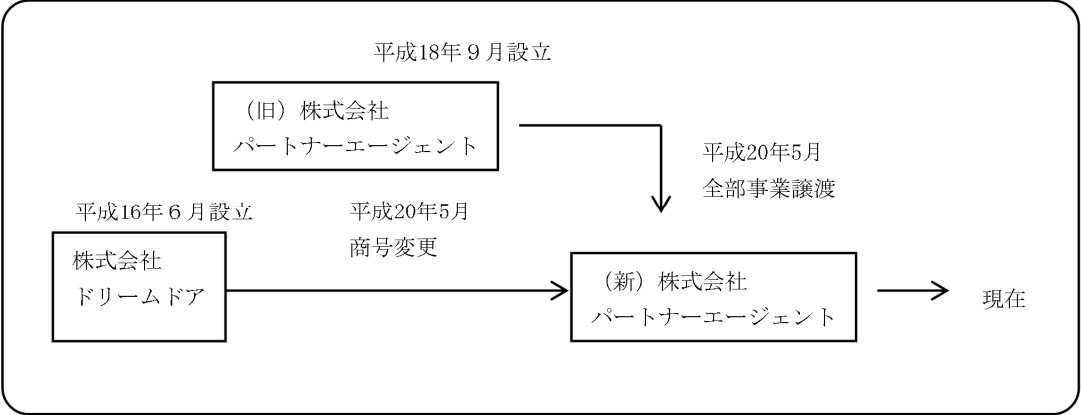 平成18年９月設立
（旧）株式会社
パートナーエージェント
平成20年5月
全部事業譲渡
平成16年６月設立
株式会社
ドリームドア
平成20年5月
商号変更
（新）株式会社
パートナーエージェント
現在